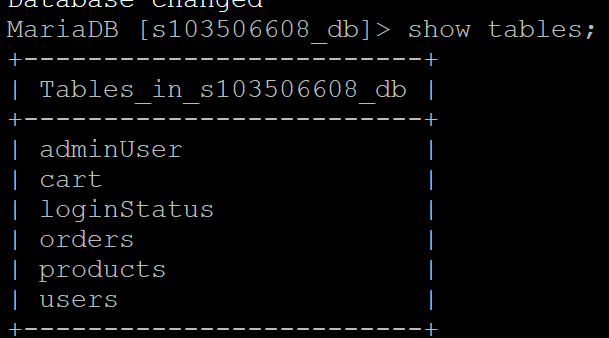 Database changed
MariaDB [s103506608_db]> show tables;
+-------------------------+
| Tables_in_s103506608_db |
+-------------------------+
| adminUser               |
| cart                    |
| loginStatus             |
| orders                  |
| products                |
| users                   |
+-------------------------+